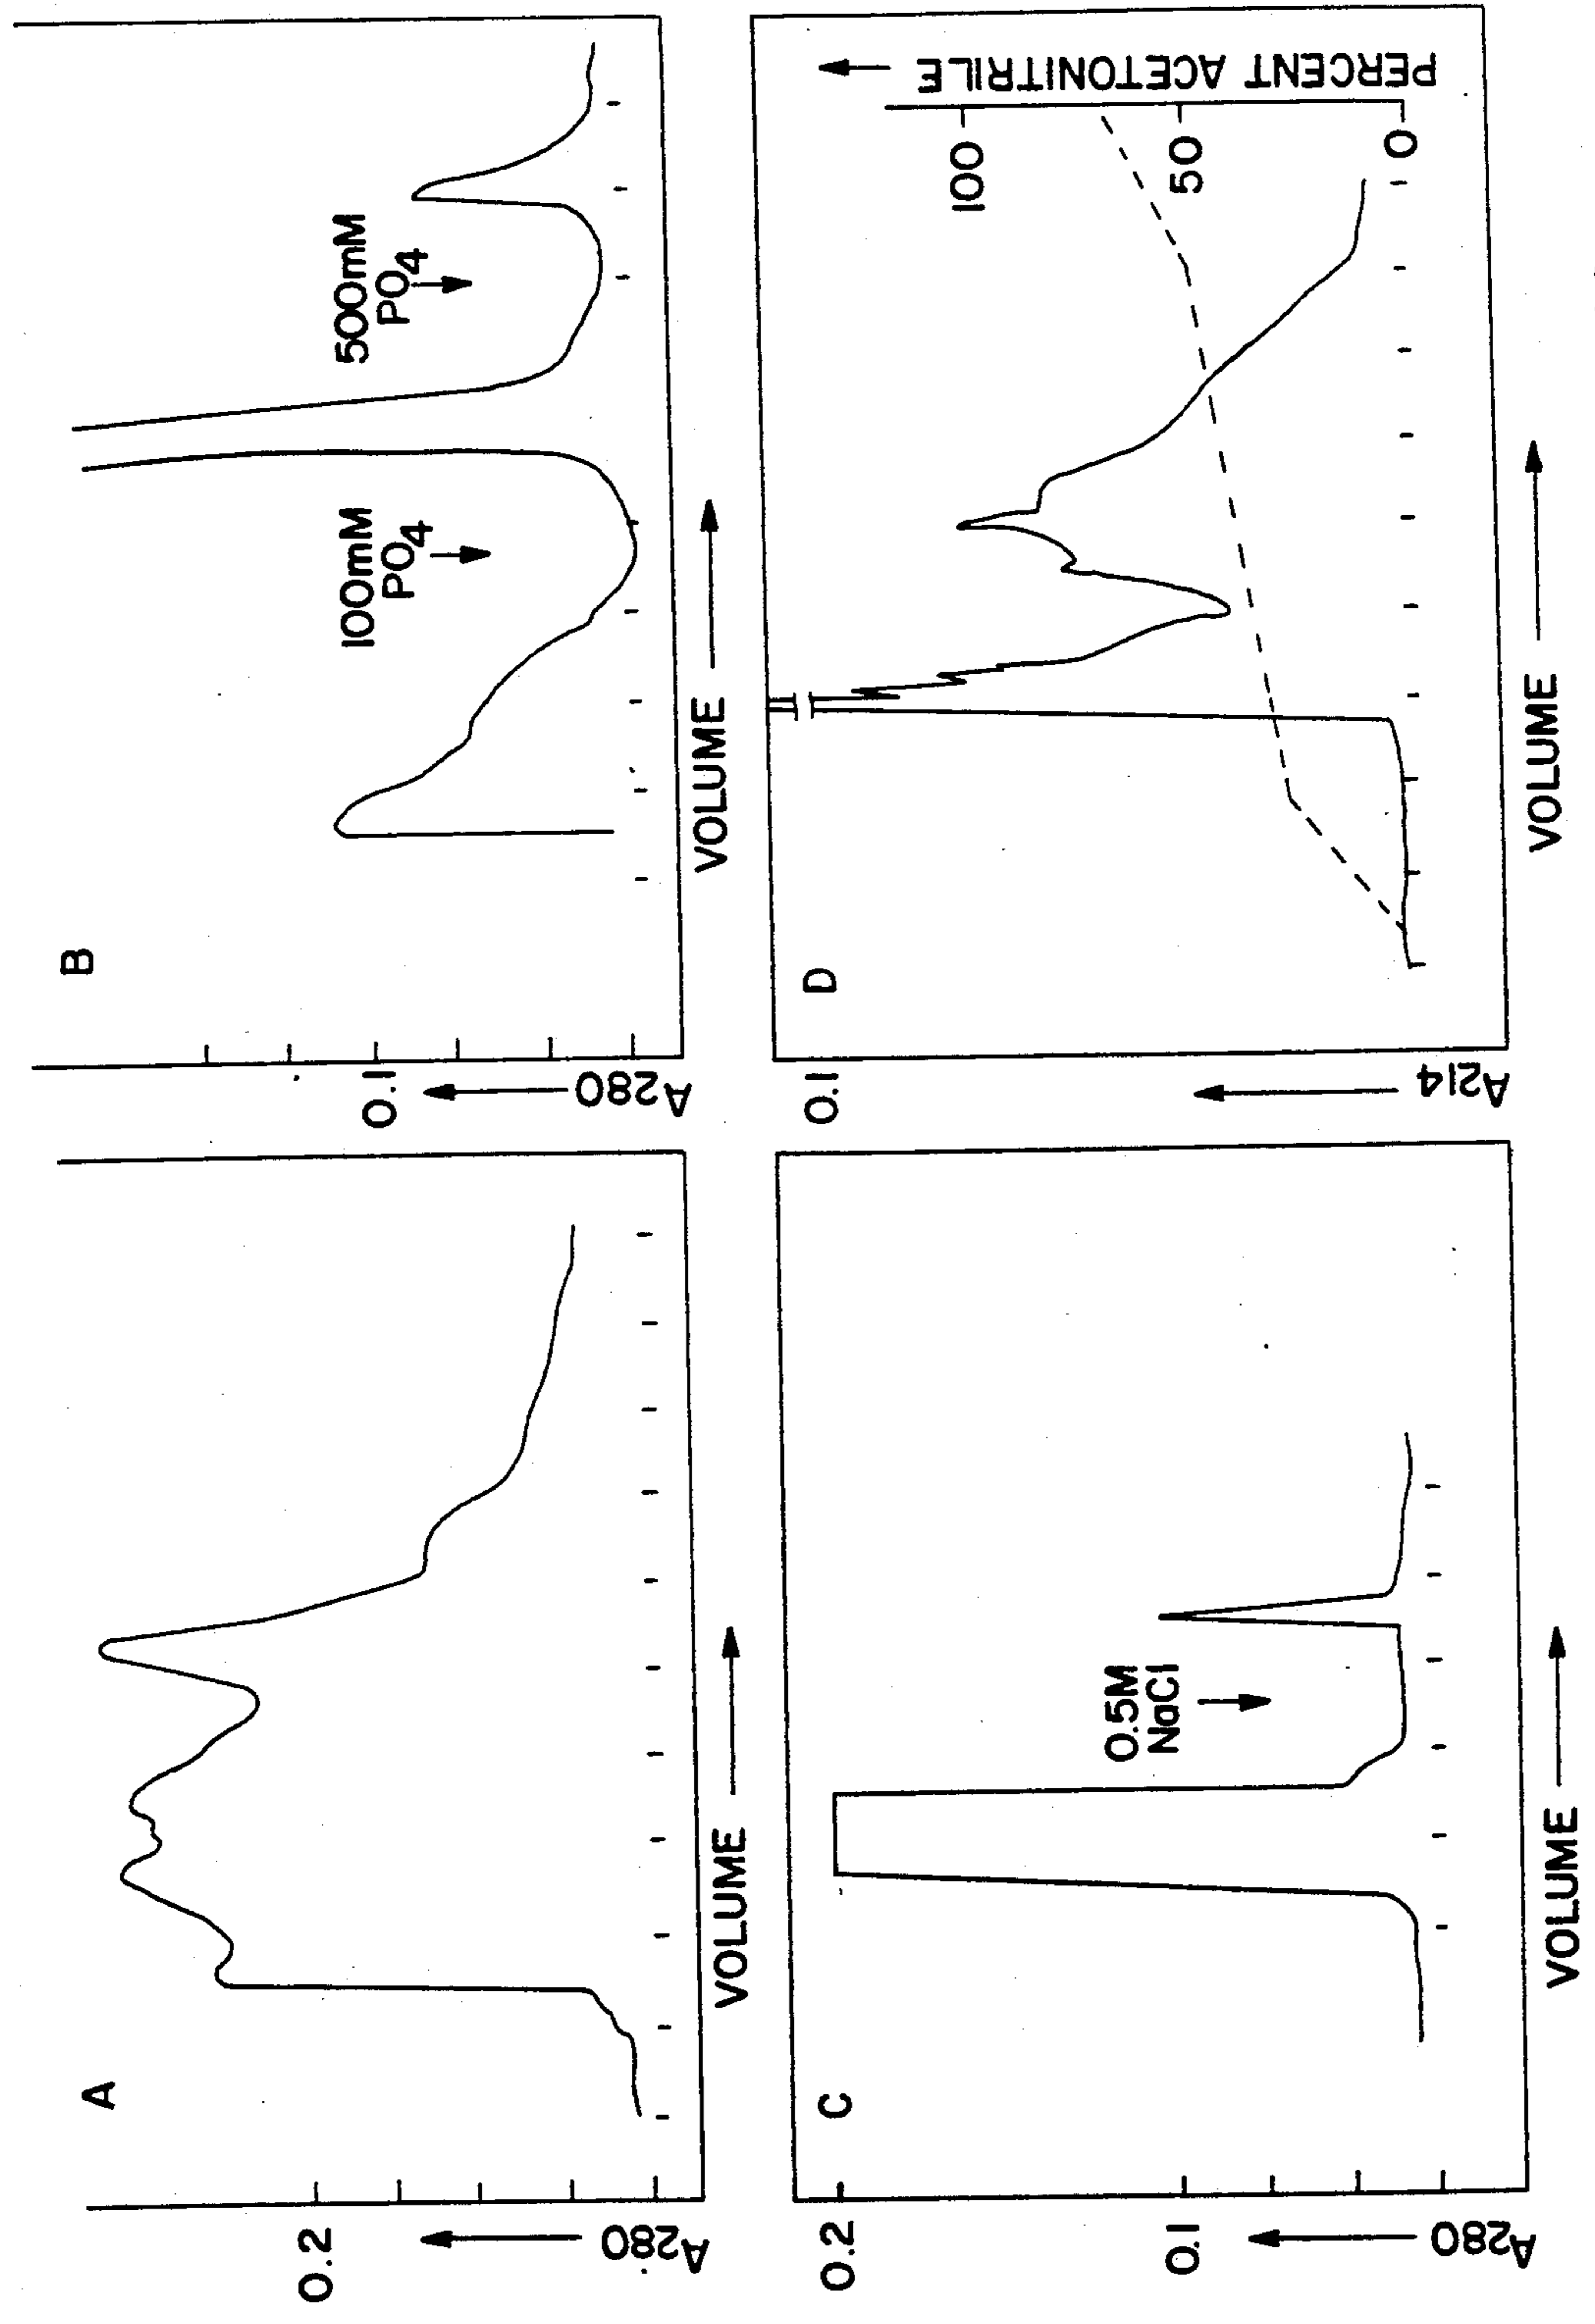 A
0.2
A280
VOLUME
B
100mM
PO4
500mM
PO4
0.1
A280
VOLUME
C
0.2
0.5M
NaCl
0.1
A280
VOLUME
D
0.1
A214
100
50
0
PERCENT ACETONITRILE
VOLUME